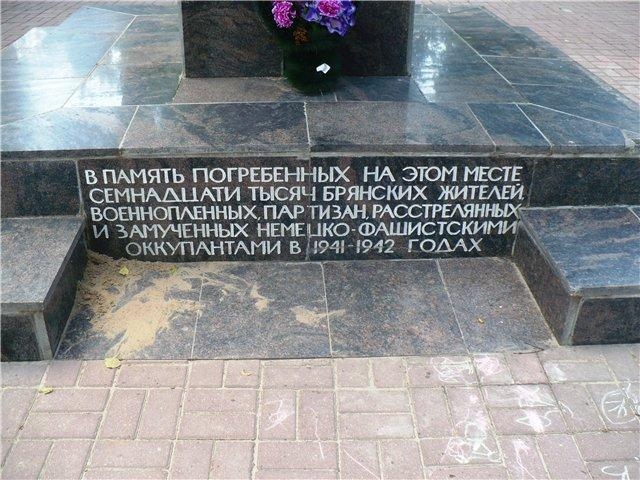 В ПАМЯТЬ ПОГРЕБЕННЫХ НА ЭТОМ МЕСТЕ
СЕМНАДЦАТИ ТЫСЯЧ БРЯНСКИХ ЖИТЕЛЕЙ,
ВОЕННОПЛЕННЫХ, ПАРТИЗАН, РАССТРЕЛЯННЫХ
И ЗАМУЧЕННЫХ НЕМЕЦКО-ФАШИСТСКИМИ
ОККУПАНТАМИ В 1941-1942 ГОДАХ